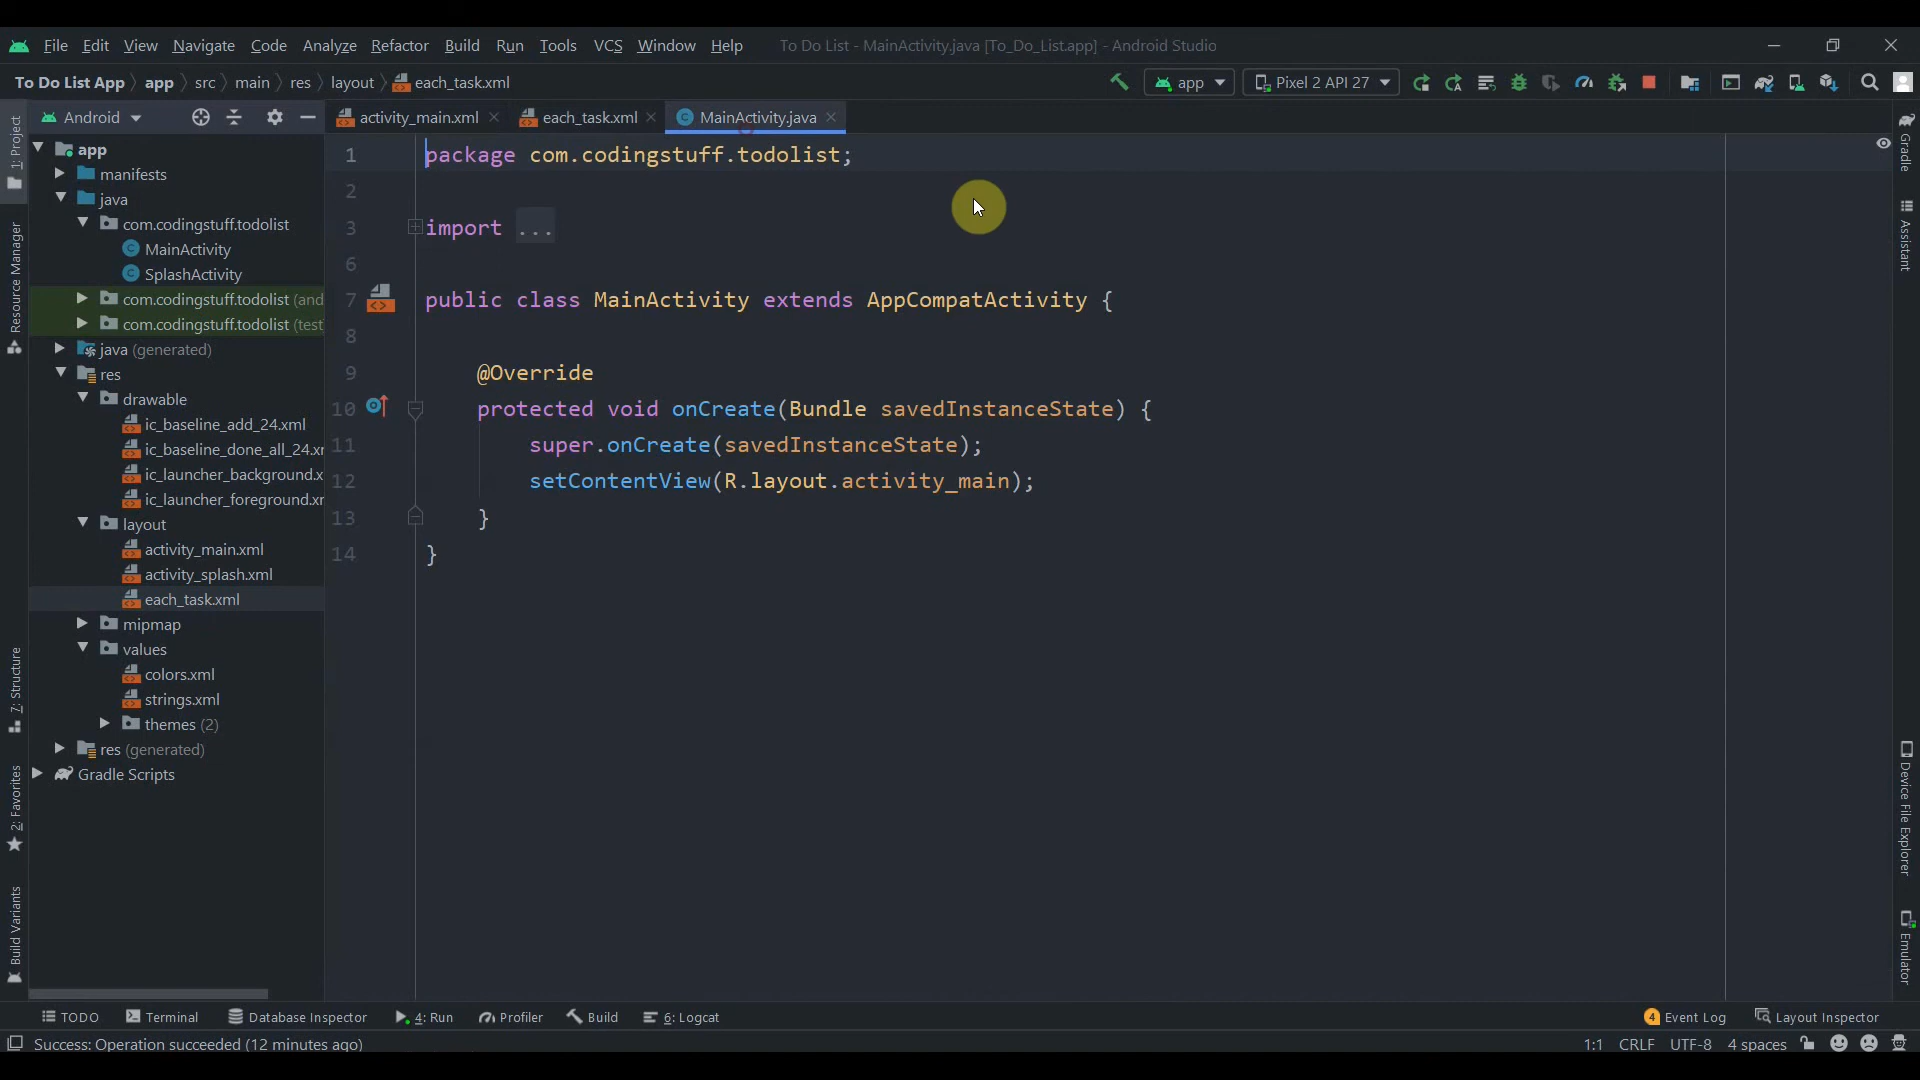 File Edit View Navigate Code Analyze Refactor Build Run Tools VCS Window Help To Do List - MainActivity.java [To_Do_List.app] - Android Studio
To Do List App app src main res layout each_task.xml app Pixel 2 API 27
Android activity_main.xml each_task.xml MainActivity.java
1: Project
Resource Manager
7: Structure
2: Favorites
Build Variants
app
manifests
java
com.codingstuff.todolist
MainActivity
SplashActivity
com.codingstuff.todolist (and
com.codingstuff.todolist (test
java (generated)
res
drawable
ic_baseline_add_24.xml
ic_baseline_done_all_24.xr
ic_launcher_background.x
ic_launcher_foreground.xr
layout
activity_main.xml
activity_splash.xml
each_task.xml
mipmap
values
colors.xml
strings.xml
themes (2)
res (generated)
Gradle Scripts
1 package com.codingstuff.todolist;
2
3 import ...
6
7 public class MainActivity extends AppCompatActivity {
8
9 @Override
10 protected void onCreate(Bundle savedInstanceState) {
11 super.onCreate(savedInstanceState);
12 setContentView(R.layout.activity_main);
13 }
14 }
Gradle
Assistant
Device File Explorer
Emulator
TODO Terminal Database Inspector 4: Run Profiler Build 6: Logcat 4 Event Log Layout Inspector
Success: Operation succeeded (12 minutes ago) 1:1 CRLF UTF-8 4 spaces